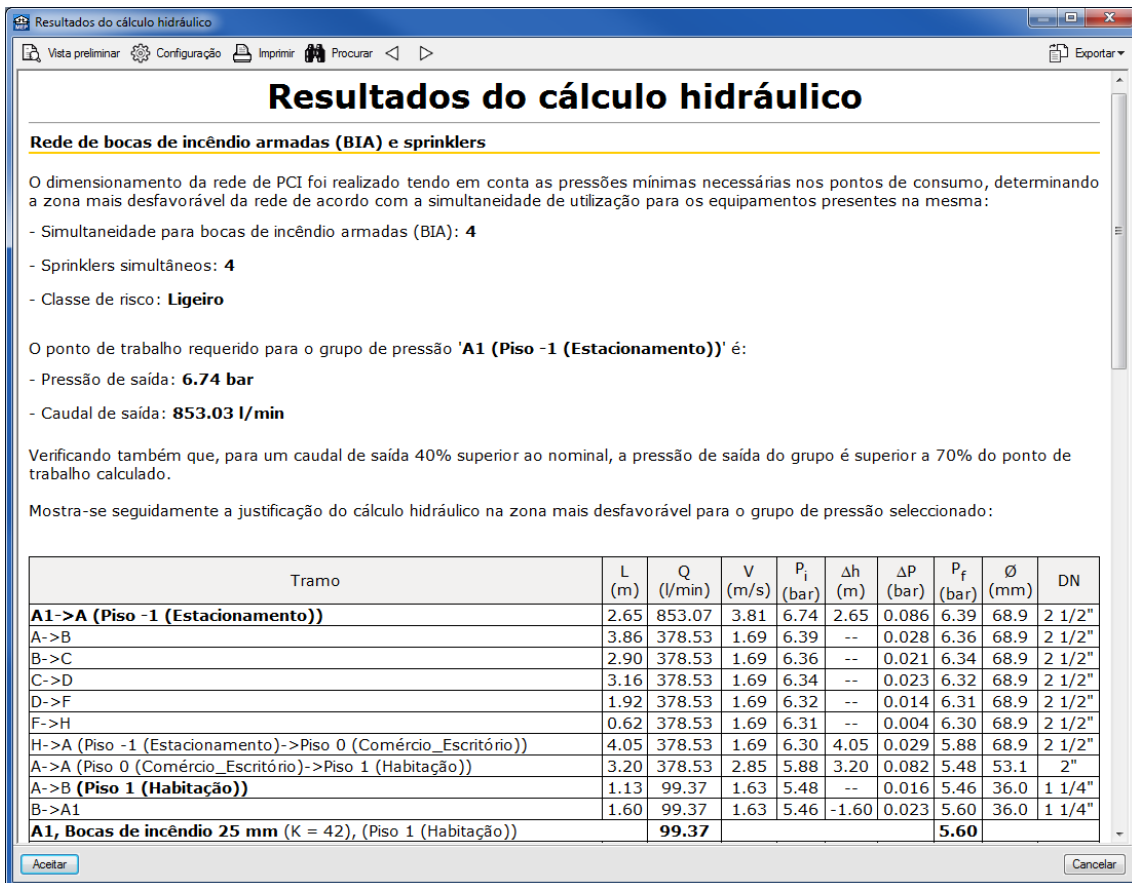 Resultados do cálculo hidráulico
Vista preliminar Configuração Imprimir Procurar Exportar
Resultados do cálculo hidráulico
Rede de bocas de incêndio armadas (BIA) e sprinklers
O dimensionamento da rede de PCI foi realizado tendo em conta as pressões mínimas necessárias nos pontos de consumo, determinando
a zona mais desfavorável da rede de acordo com a simultaneidade de utilização para os equipamentos presentes na mesma:
- Simultaneidade para bocas de incêndio armadas (BIA): 4
- Sprinklers simultâneos: 4
- Classe de risco: Ligeiro
O ponto de trabalho requerido para o grupo de pressão 'A1 (Piso -1 (Estacionamento))' é:
- Pressão de saída: 6.74 bar
- Caudal de saída: 853.03 l/min
Verificando também que, para um caudal de saída 40% superior ao nominal, a pressão de saída do grupo é superior a 70% do ponto de
trabalho calculado.
Mostra-se seguidamente a justificação do cálculo hidráulico na zona mais desfavorável para o grupo de pressão seleccionado:
Tramo L (m) Q (l/min) V (m/s) Pi (bar) Δh (m) ΔP (bar) Pf (bar) Ø (mm) DN
A1->A (Piso -1 (Estacionamento)) 2.65 853.07 3.81 6.74 2.65 0.086 6.39 68.9 2 1/2"
A->B 3.86 378.53 1.69 6.39 -- 0.028 6.36 68.9 2 1/2"
B->C 2.90 378.53 1.69 6.36 -- 0.021 6.34 68.9 2 1/2"
C->D 3.16 378.53 1.69 6.34 -- 0.023 6.32 68.9 2 1/2"
D->F 1.92 378.53 1.69 6.32 -- 0.014 6.31 68.9 2 1/2"
F->H 0.62 378.53 1.69 6.31 -- 0.004 6.30 68.9 2 1/2"
H->A (Piso -1 (Estacionamento)->Piso 0 (Comércio_Escritório)) 4.05 378.53 1.69 6.30 4.05 0.029 5.88 68.9 2 1/2"
A->A (Piso 0 (Comércio_Escritório)->Piso 1 (Habitação)) 3.20 378.53 2.85 5.88 3.20 0.082 5.48 53.1 2"
A->B (Piso 1 (Habitação)) 1.13 99.37 1.63 5.48 -- 0.016 5.46 36.0 1 1/4"
B->A1 1.60 99.37 1.63 5.46 -1.60 0.023 5.60 36.0 1 1/4"
A1, Bocas de incêndio 25 mm (K = 42), (Piso 1 (Habitação)) 99.37 5.60
Aceitar Cancelar